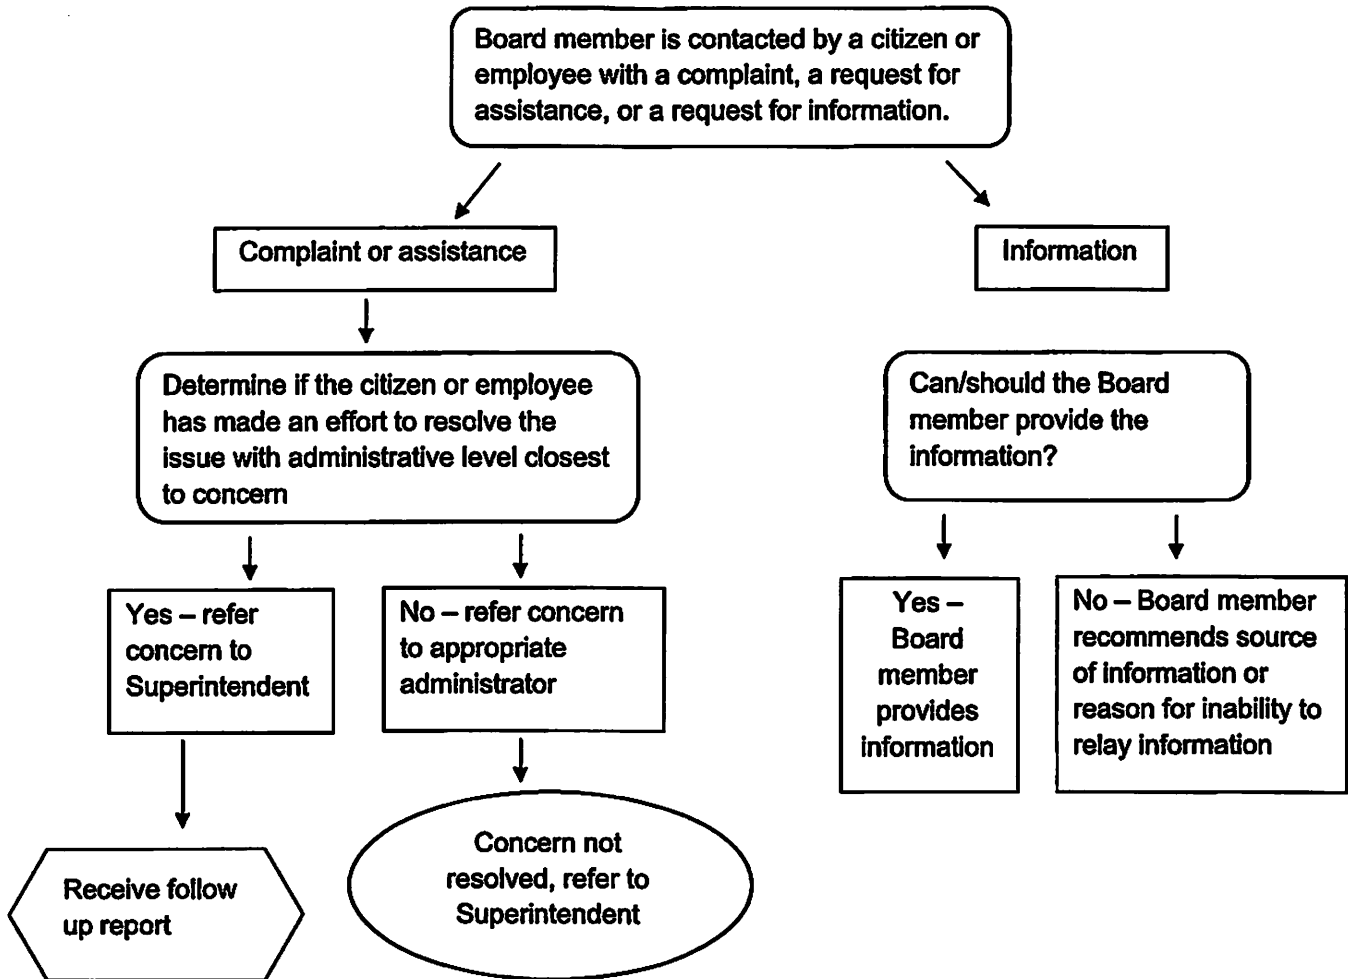 Board member is contacted by a citizen or
employee with a complaint, a request for
assistance, or a request for information.
Complaint or assistance
Information
Determine if the citizen or employee
has made an effort to resolve the
issue with administrative level closest
to concern
Can/should the Board
member provide the
information?
Yes – refer
concern to
Superintendent
No – refer concern
to appropriate
administrator
Yes –
Board
member
provides
information
No – Board member
recommends source
of information or
reason for inability to
relay information
Receive follow
up report
Concern not
resolved, refer to
Superintendent